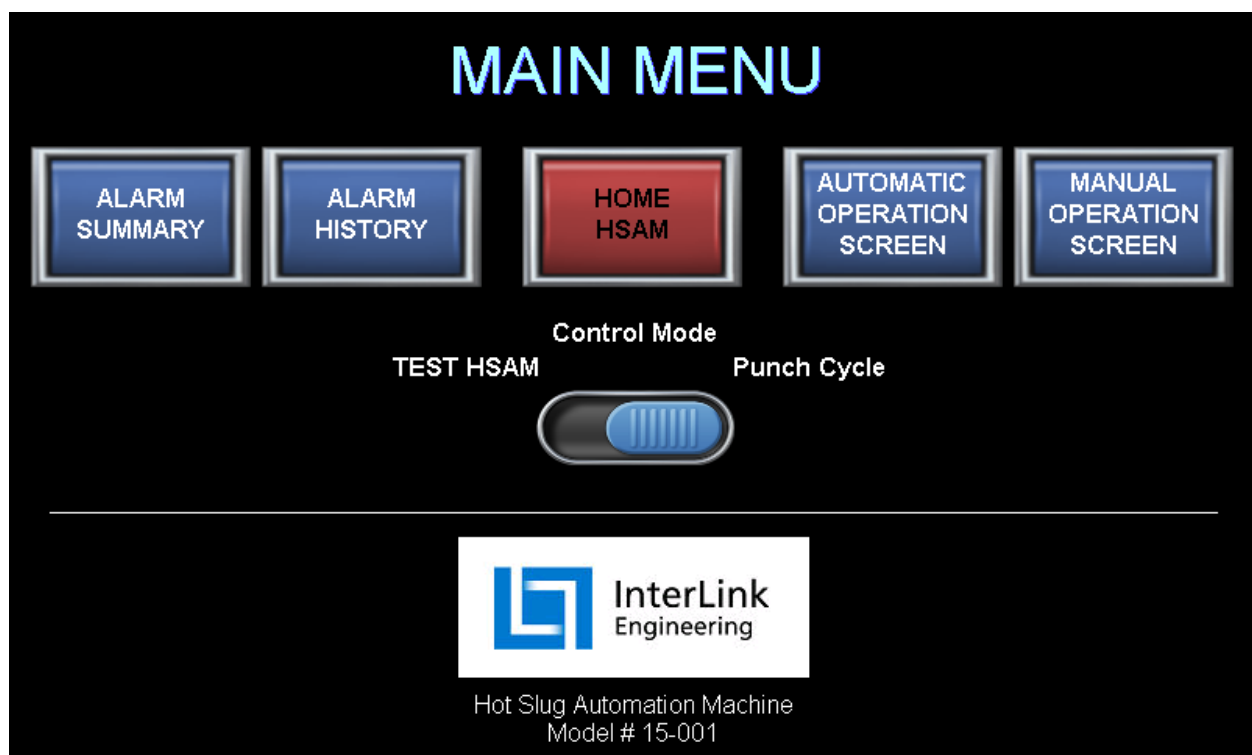 MAIN MENU
ALARM
SUMMARY
ALARM
HISTORY
HOME
HSAM
AUTOMATIC
OPERATION
SCREEN
MANUAL
OPERATION
SCREEN
Control Mode
TEST HSAM
Punch Cycle
InterLink
Engineering
Hot Slug Automation Machine
Model # 15-001